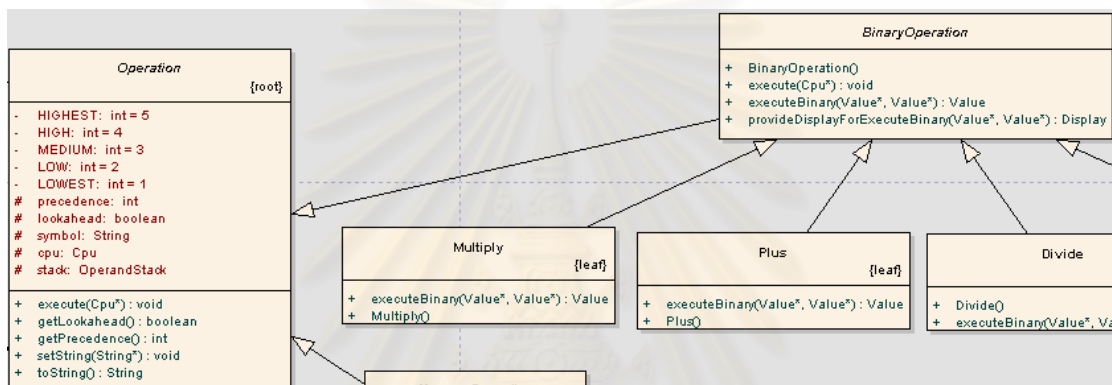 Operation
{root}
- HIGHEST: int = 5
- HIGH: int = 4
- MEDIUM: int = 3
- LOW: int = 2
- LOWEST: int = 1
# precedence: int
# lookahead: boolean
# symbol: String
# cpu: Cpu
# stack: OperandStack
+ execute(Cpu*) : void
+ getLookahead() : boolean
+ getPrecedence() : int
+ setString(String*) : void
+ toString() : String
BinaryOperation
+ BinaryOperation()
+ execute(Cpu*) : void
+ executeBinary(Value*, Value*) : Value
+ provideDisplayForExecuteBinary(Value*, Value*) : Display
Multiply
{leaf}
+ executeBinary(Value*, Value*) : Value
+ Multiply()
Plus
{leaf}
+ executeBinary(Value*, Value*) : Value
+ Plus()
Divide
+ Divide()
+ executeBinary(Value*, Va